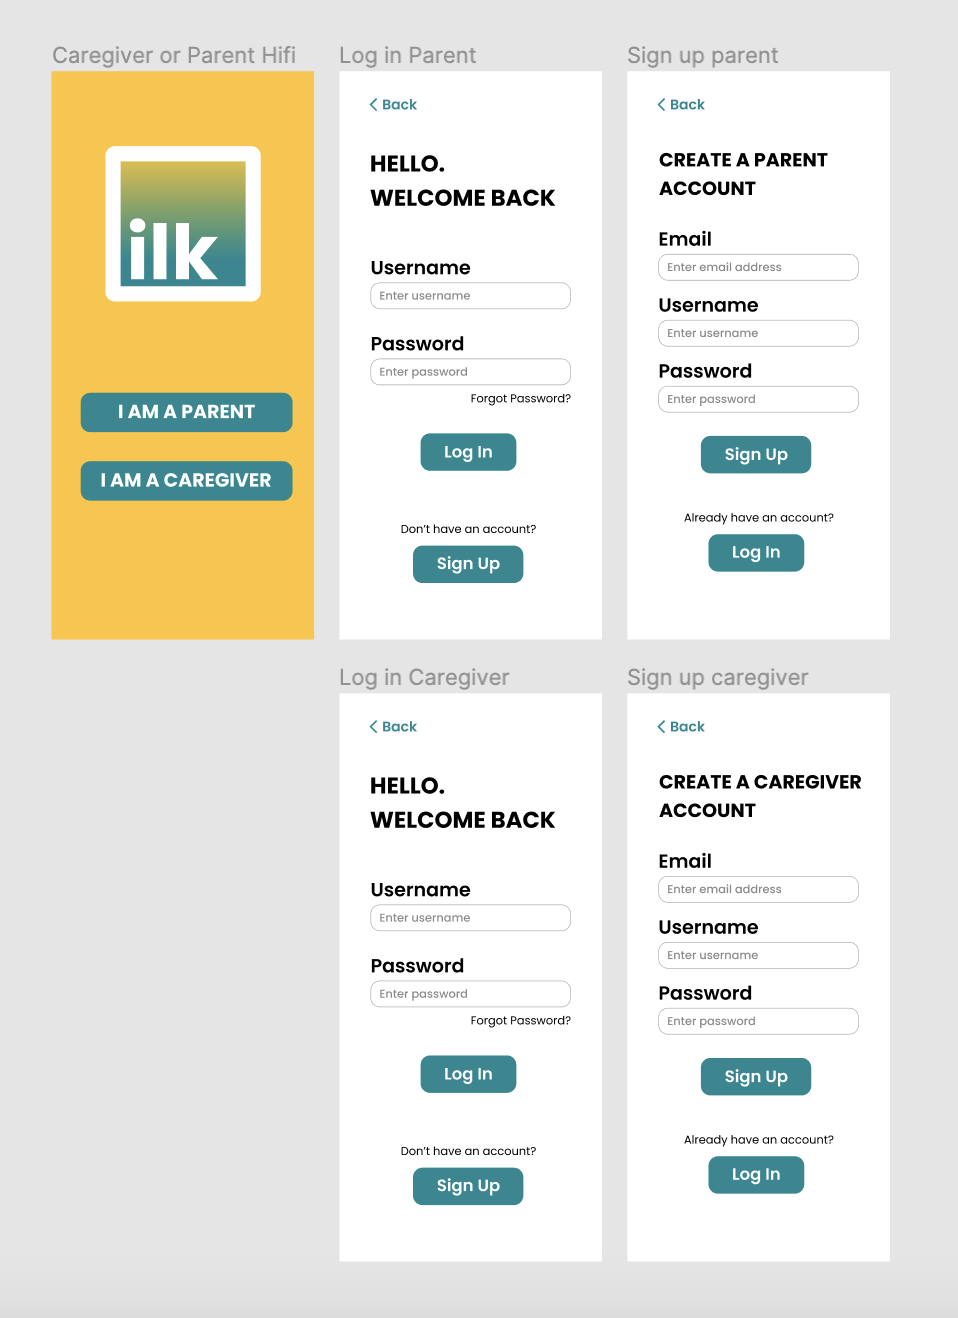 Caregiver or Parent Hifi
ilk
I AM A PARENT
I AM A CAREGIVER
Log in Parent
Back
HELLO.
WELCOME BACK
Username
Enter username
Password
Enter password
Forgot Password?
Log In
Don't have an account?
Sign Up
Sign up parent
Back
CREATE A PARENT
ACCOUNT
Email
Enter email address
Username
Enter username
Password
Enter password
Sign Up
Already have an account?
Log In
Log in Caregiver
Back
HELLO.
WELCOME BACK
Username
Enter username
Password
Enter password
Forgot Password?
Log In
Don't have an account?
Sign Up
Sign up caregiver
Back
CREATE A CAREGIVER
ACCOUNT
Email
Enter email address
Username
Enter username
Password
Enter password
Sign Up
Already have an account?
Log In